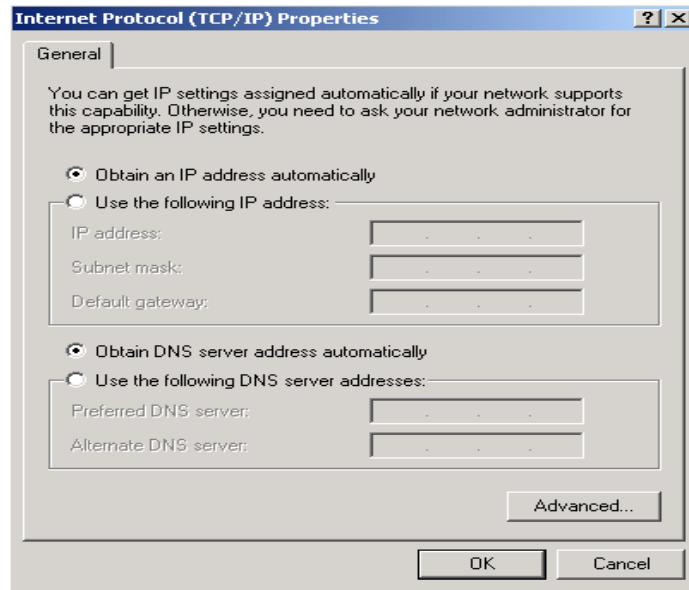 Internet Protocol (TCP/IP) Properties
General
You can get IP settings assigned automatically if your network supports
this capability. Otherwise, you need to ask your network administrator for
the appropriate IP settings.
Obtain an IP address automatically
Use the following IP address:
IP address:
Subnet mask:
Default gateway:
Obtain DNS server address automatically
Use the following DNS server addresses:
Preferred DNS server:
Alternate DNS server:
Advanced...
OK Cancel